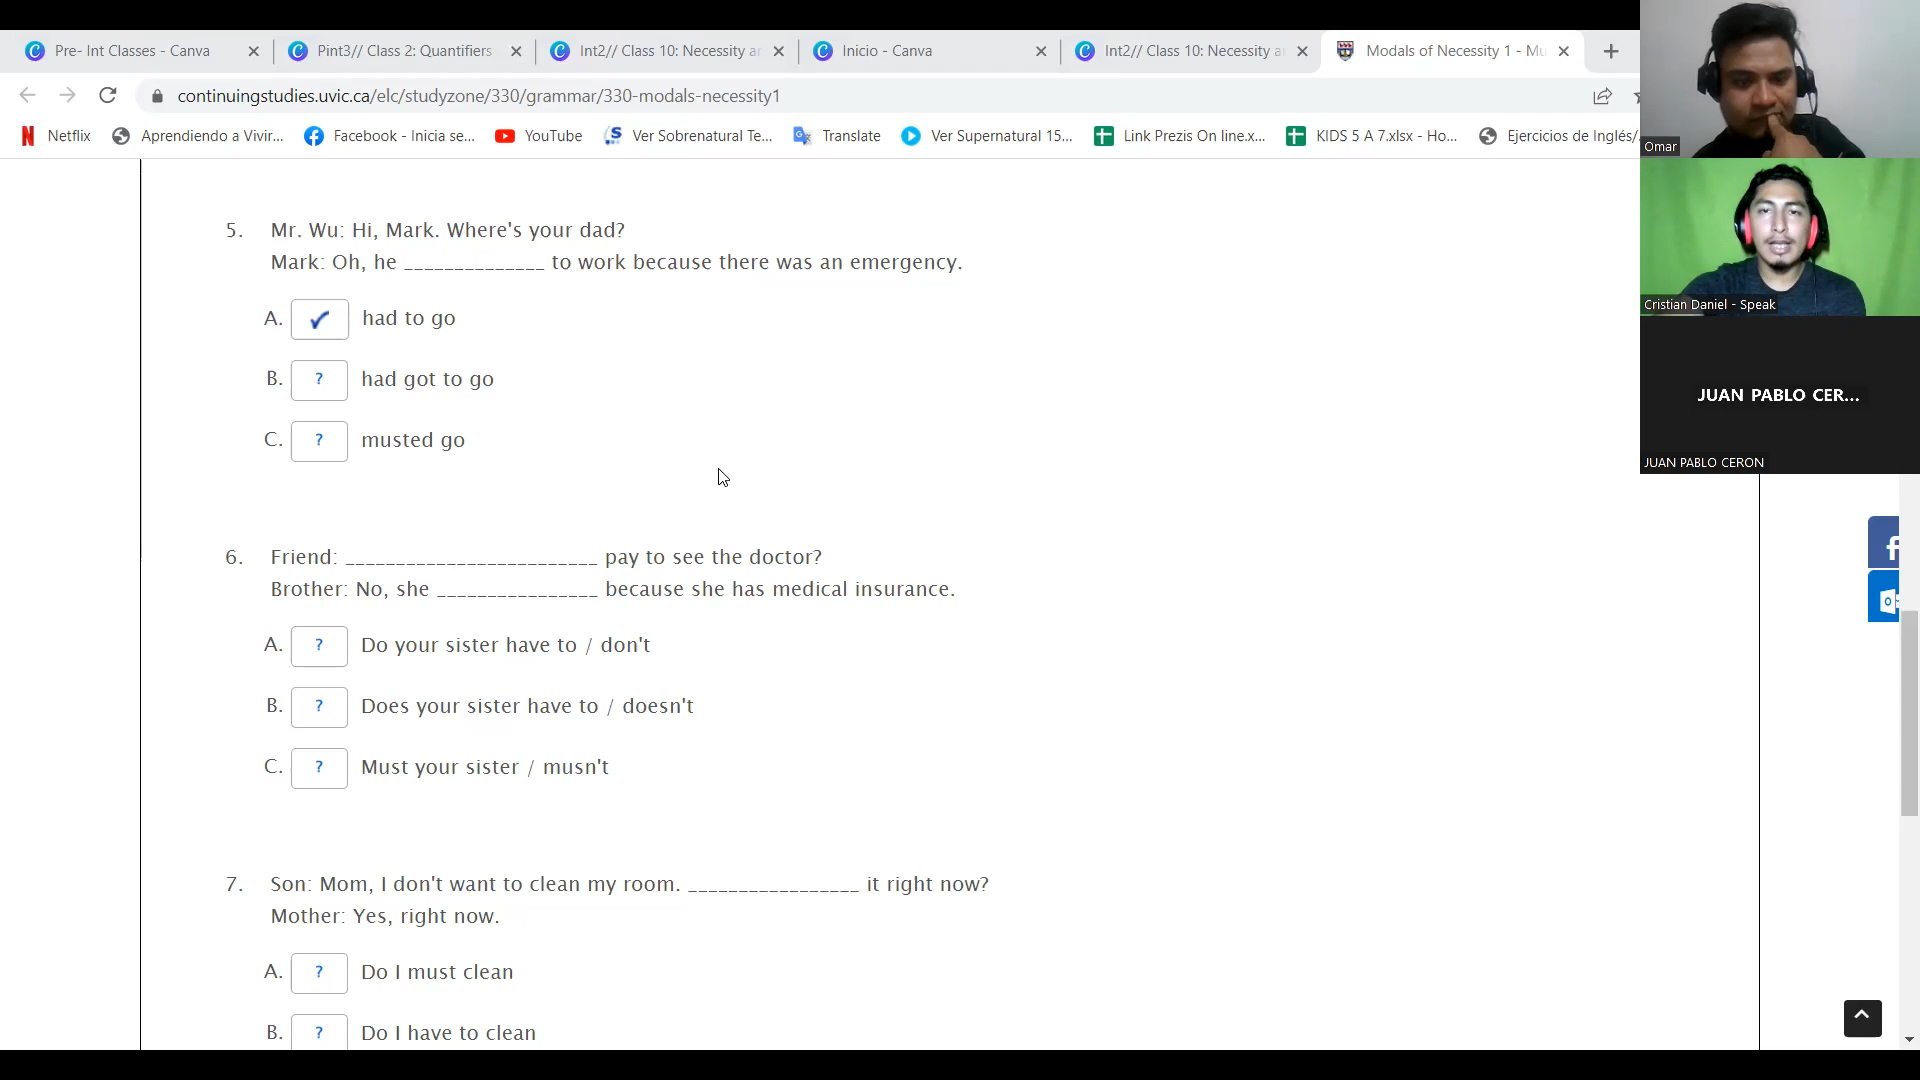 Pre- Int Classes - Canva
Pint3// Class 2: Quantifiers
Int2// Class 10: Necessity a
Inicio - Canva
Int2// Class 10: Necessity a
Modals of Necessity 1 - Mu
continuingstudies.uvic.ca/elc/studyzone/330/grammar/330-modals-necessity1
Netflix
Aprendiendo a Vivir...
Facebook - Inicia se...
YouTube
Ver Sobrenatural Te...
Translate
Ver Supernatural 15...
Link Prezis On line.x...
KIDS 5 A 7.xlsx - Ho...
Ejercicios de Inglés/
Omar
Cristian Daniel - Speak
JUAN PABLO CER...
JUAN PABLO CERON
5. Mr. Wu: Hi, Mark. Where's your dad?
Mark: Oh, he ______________ to work because there was an emergency.
A. had to go
B. ? had got to go
C. ? musted go
6. Friend: _________________________ pay to see the doctor?
Brother: No, she ________________ because she has medical insurance.
A. ? Do your sister have to / don't
B. ? Does your sister have to / doesn't
C. ? Must your sister / musn't
7. Son: Mom, I don't want to clean my room. _________________ it right now?
Mother: Yes, right now.
A. ? Do I must clean
B. ? Do I have to clean